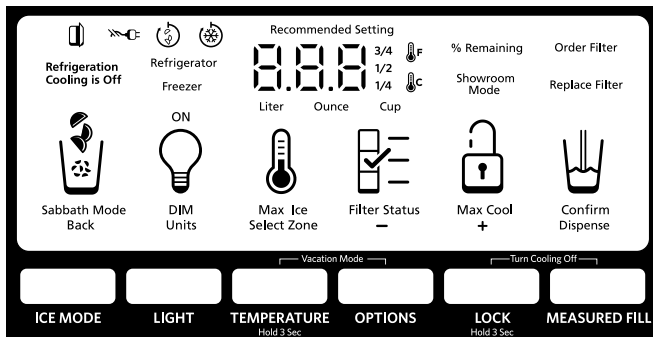 Recommended Setting
8.8.8
3/4
1/2
1/4
F
C
% Remaining
Order Filter
Refrigeration
Cooling is Off
Refrigerator
Freezer
Showroom
Mode
Replace Filter
Liter
Ounce
Cup
ON
Sabbath Mode
Back
DIM
Units
Max Ice
Select Zone
Filter Status
–
Max Cool
+
Confirm
Dispense
Vacation Mode
Turn Cooling Off
ICE MODE
LIGHT
TEMPERATURE
Hold 3 Sec
OPTIONS
LOCK
Hold 3 Sec
MEASURED FILL